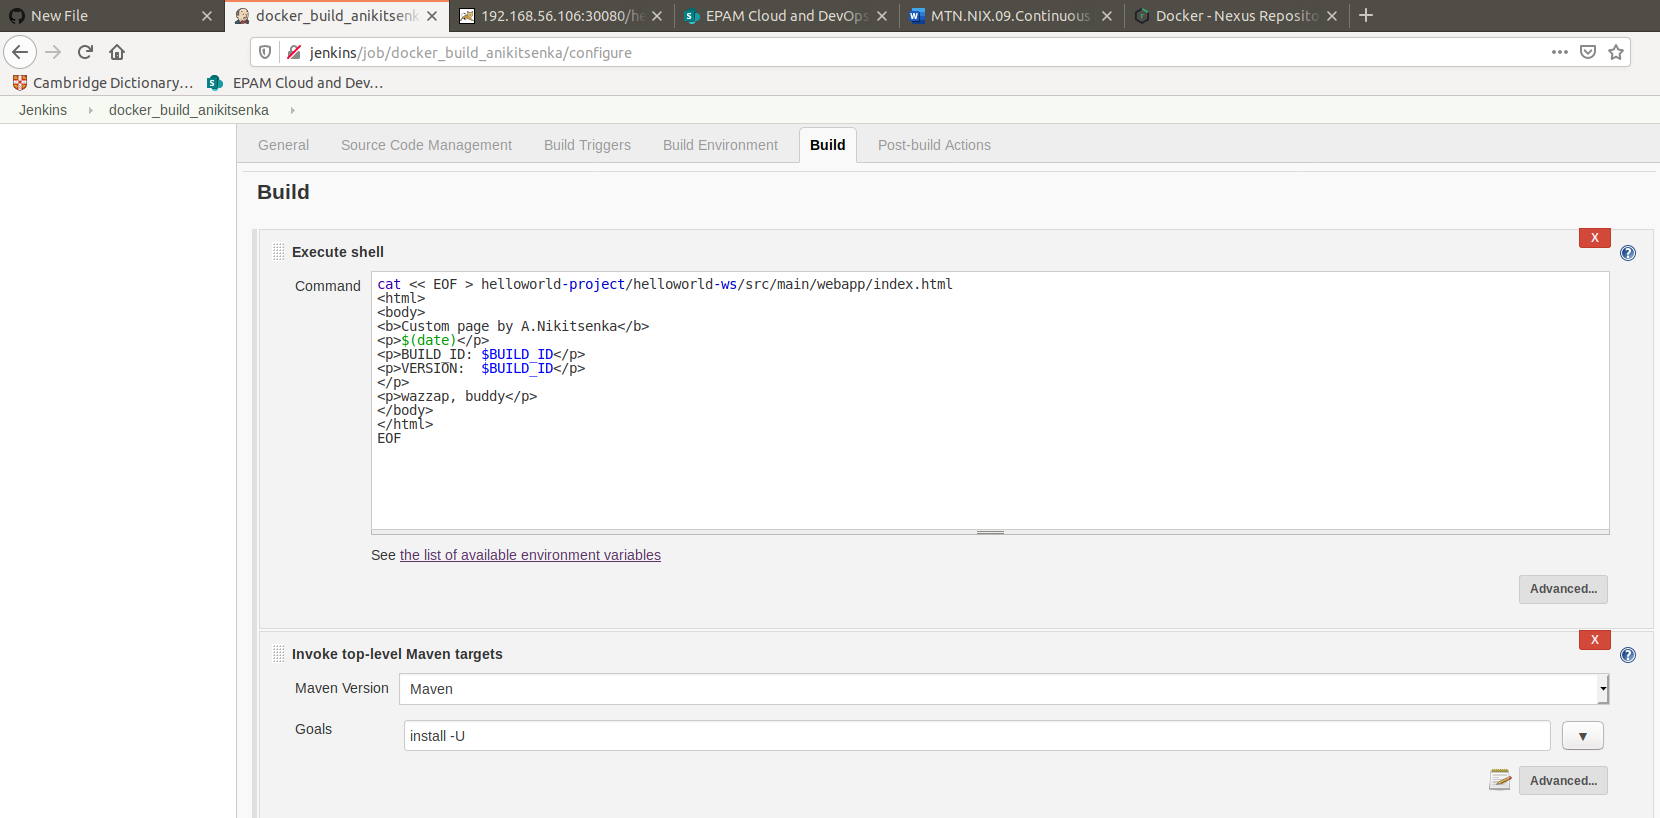 New File
docker_build_anikitsenk
192.168.56.106:30080/he
EPAM Cloud and DevOps
MTN.NIX.09.Continuous
Docker - Nexus Reposito
jenkins/job/docker_build_anikitsenka/configure
Cambridge Dictionary…
EPAM Cloud and Dev…
Jenkins
docker_build_anikitsenka
General
Source Code Management
Build Triggers
Build Environment
Build
Post-build Actions
Build
X
Execute shell
?
Command
cat << EOF > helloworld-project/helloworld-ws/src/main/webapp/index.html
<html>
<body>
<b>Custom page by A.Nikitsenka</b>
<p>$(date)</p>
<p>BUILD_ID: $BUILD_ID</p>
<p>VERSION:  $BUILD_ID</p>
</p>
<p>wazzap, buddy</p>
</body>
</html>
EOF
See the list of available environment variables
Advanced...
X
Invoke top-level Maven targets
?
Maven Version
Maven
Goals
install -U
Advanced...